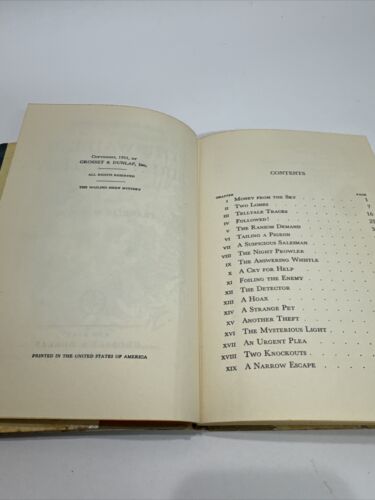 COPYRIGHT, 1951, BY
GROSSET & DUNLAP, INC.
ALL RIGHTS RESERVED
THE WAILING SIREN MYSTERY
PRINTED IN THE UNITED STATES OF AMERICA
CONTENTS
CHAPTER PAGE
I MONEY FROM THE SKY 1
II TWO LOSSES 7
III TELLTALE TRACES 16
IV FOLLOWED! 25
V THE RANSOM DEMAND 3
VI TAILING A PIGEON
VII A SUSPICIOUS SALESMAN
VIII THE NIGHT PROWLER
IX THE ANSWERING WHISTLE
X A CRY FOR HELP
XI FOILING THE ENEMY
XII THE DETECTOR
XIII A HOAX
XIV A STRANGE PET
XV ANOTHER THEFT
XVI THE MYSTERIOUS LIGHT
XVII AN URGENT PLEA
XVIII TWO KNOCKOUTS
XIX A NARROW ESCAPE